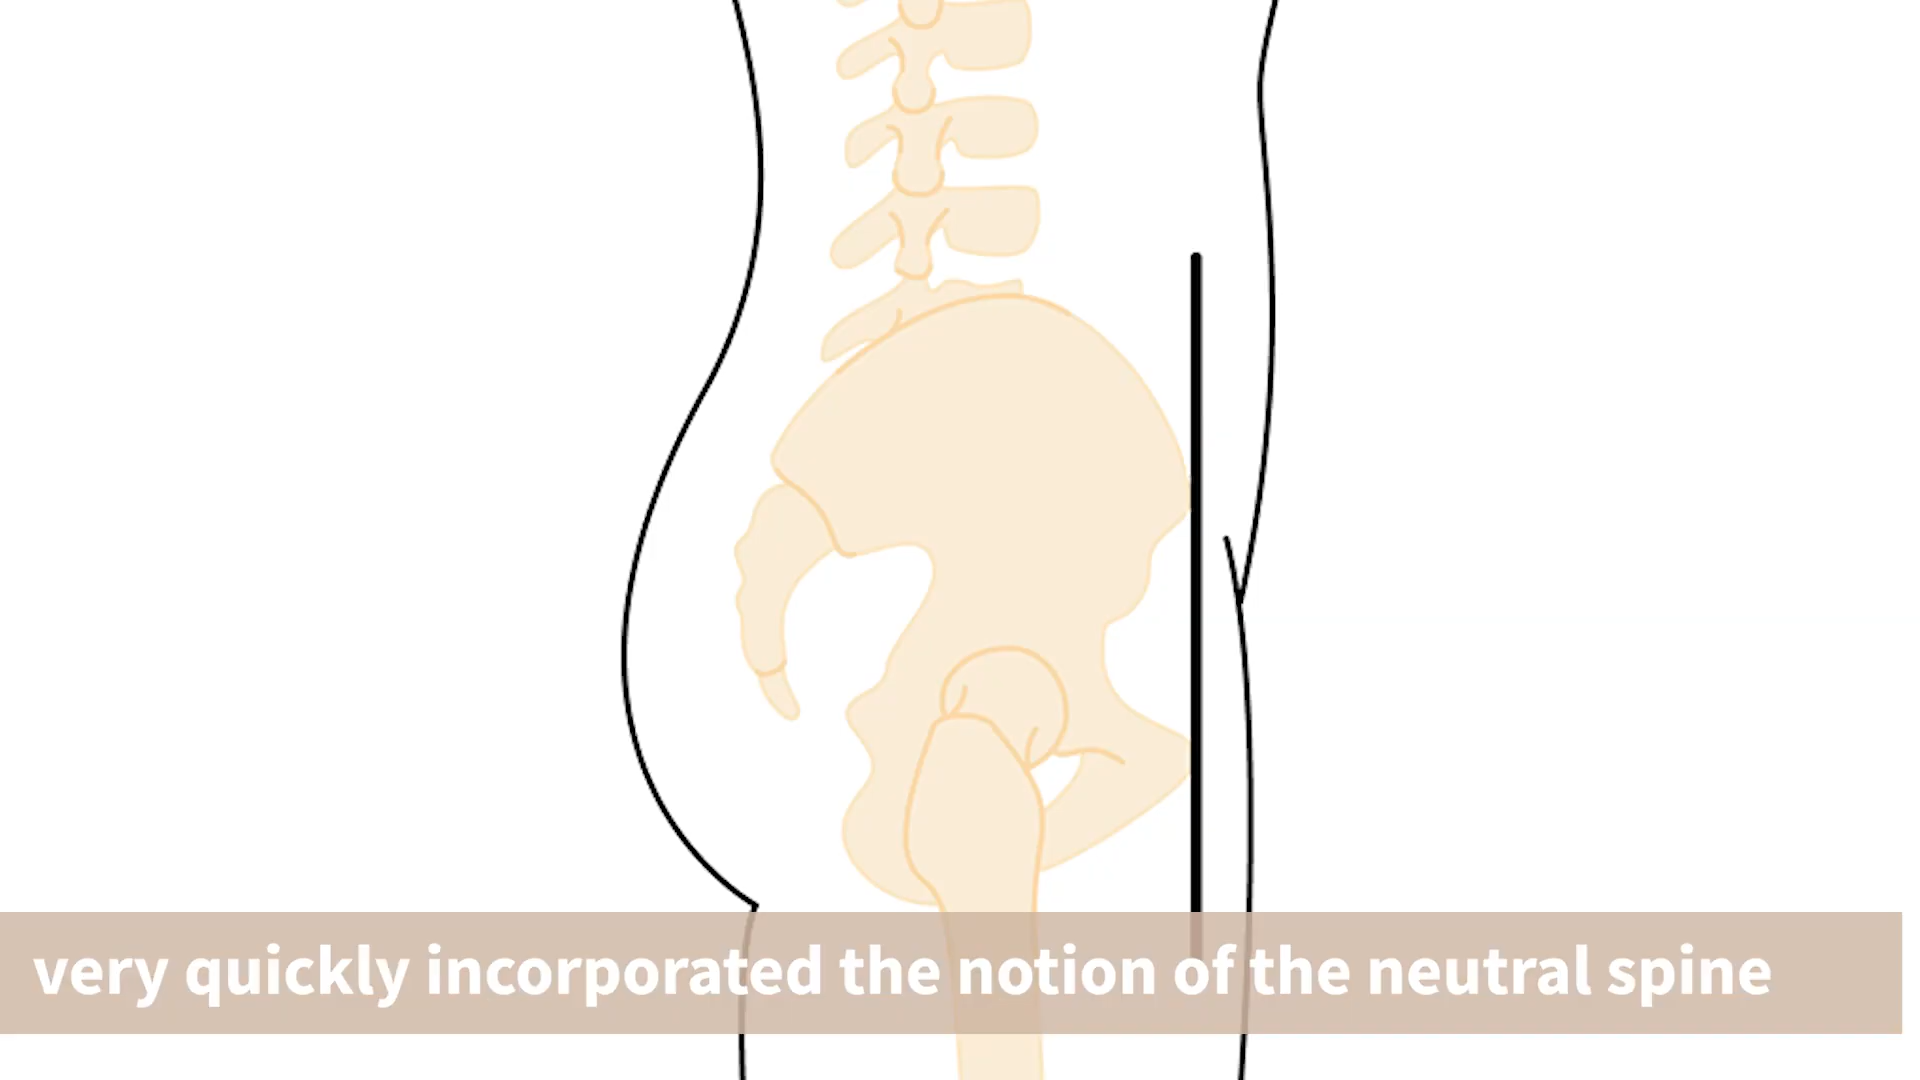 very quickly incorporated the notion of the neutral spine